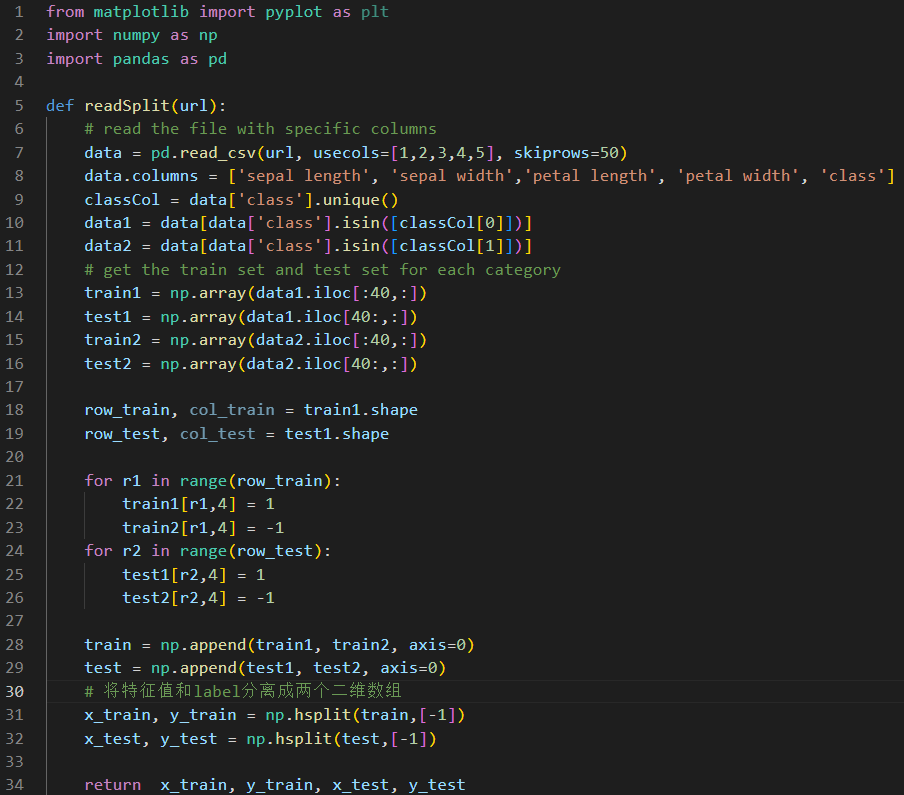 1 from matplotlib import pyplot as plt
2 import numpy as np
3 import pandas as pd
4
5 def readSplit(url):
6     # read the file with specific columns
7     data = pd.read_csv(url, usecols=[1,2,3,4,5], skiprows=50)
8     data.columns = ['sepal length', 'sepal width','petal length', 'petal width', 'class']
9     classCol = data['class'].unique()
10     data1 = data[data['class'].isin([classCol[0]])]
11     data2 = data[data['class'].isin([classCol[1]])]
12     # get the train set and test set for each category
13     train1 = np.array(data1.iloc[:40,:])
14     test1 = np.array(data1.iloc[40:,:])
15     train2 = np.array(data2.iloc[:40,:])
16     test2 = np.array(data2.iloc[40:,:])
17
18     row_train, col_train = train1.shape
19     row_test, col_test = test1.shape
20
21     for r1 in range(row_train):
22         train1[r1,4] = 1
23         train2[r1,4] = -1
24     for r2 in range(row_test):
25         test1[r2,4] = 1
26         test2[r2,4] = -1
27
28     train = np.append(train1, train2, axis=0)
29     test = np.append(test1, test2, axis=0)
30     # 将特征值和label分离成两个二维数组
31     x_train, y_train = np.hsplit(train,[-1])
32     x_test, y_test = np.hsplit(test,[-1])
33
34     return  x_train, y_train, x_test, y_test